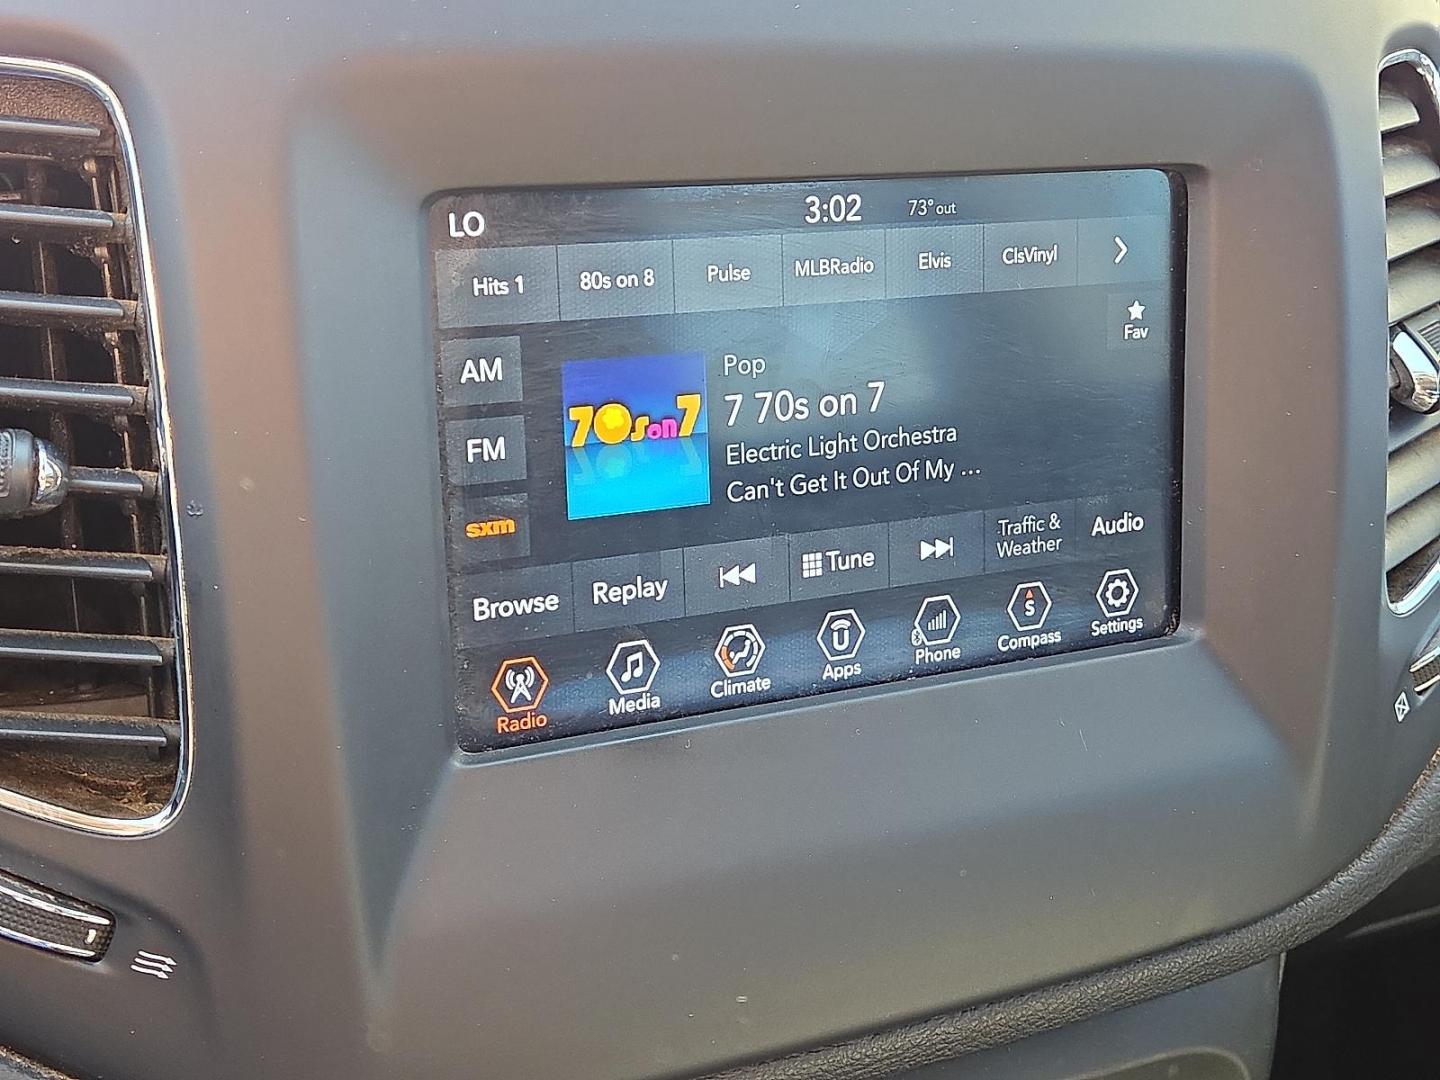 LO
3:02
73° out
Hits 1
80s on 8
Pulse
MLBRadio
Elvis
ClsVinyl
Fav
AM
FM
sxm
70s on 7
Pop
7 70s on 7
Electric Light Orchestra
Can't Get It Out Of My ...
Browse
Replay
Tune
Traffic &
Weather
Audio
Radio
Media
Climate
U
Apps
Phone
S
Compass
Settings